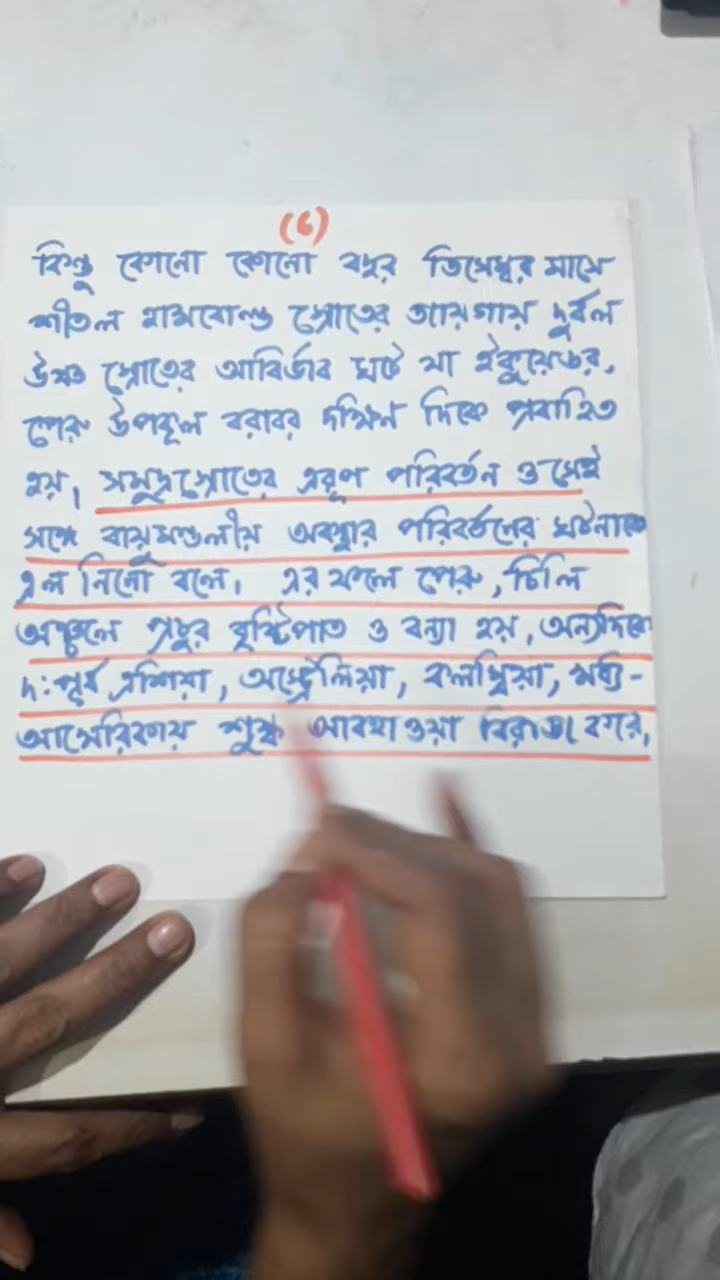 (৫)
কিন্তু কোনো কোনো বছর ডিসেম্বর মাসে
শীতল হামবোল্ড স্রোতের জায়গায় দুর্বল
উষ্ণ স্রোতের আবির্ভাব ঘটে যা ইকুয়েডর,
পেরু উপকূল বরাবর দক্ষিন দিকে প্রবাহিত
হয়। সমুদ্রস্রোতের এরূপ পরিবর্তন ও সেই
সঙ্গে বায়ুমণ্ডলীয় অবস্থার পরিবর্তনের ঘটনাকে
এল নিনো বলে। এর ফলে পেরু, চিলি
অঞ্চলে প্রচুর বৃষ্টিপাত ও বন্যা হয়, অন্যদিকে
দ: পূর্ব এশিয়া, অস্ট্রেলিয়া, কলম্বিয়া, মধ্য-
আমেরিকায় শুষ্ক আবহাওয়া বিরাজ করে,